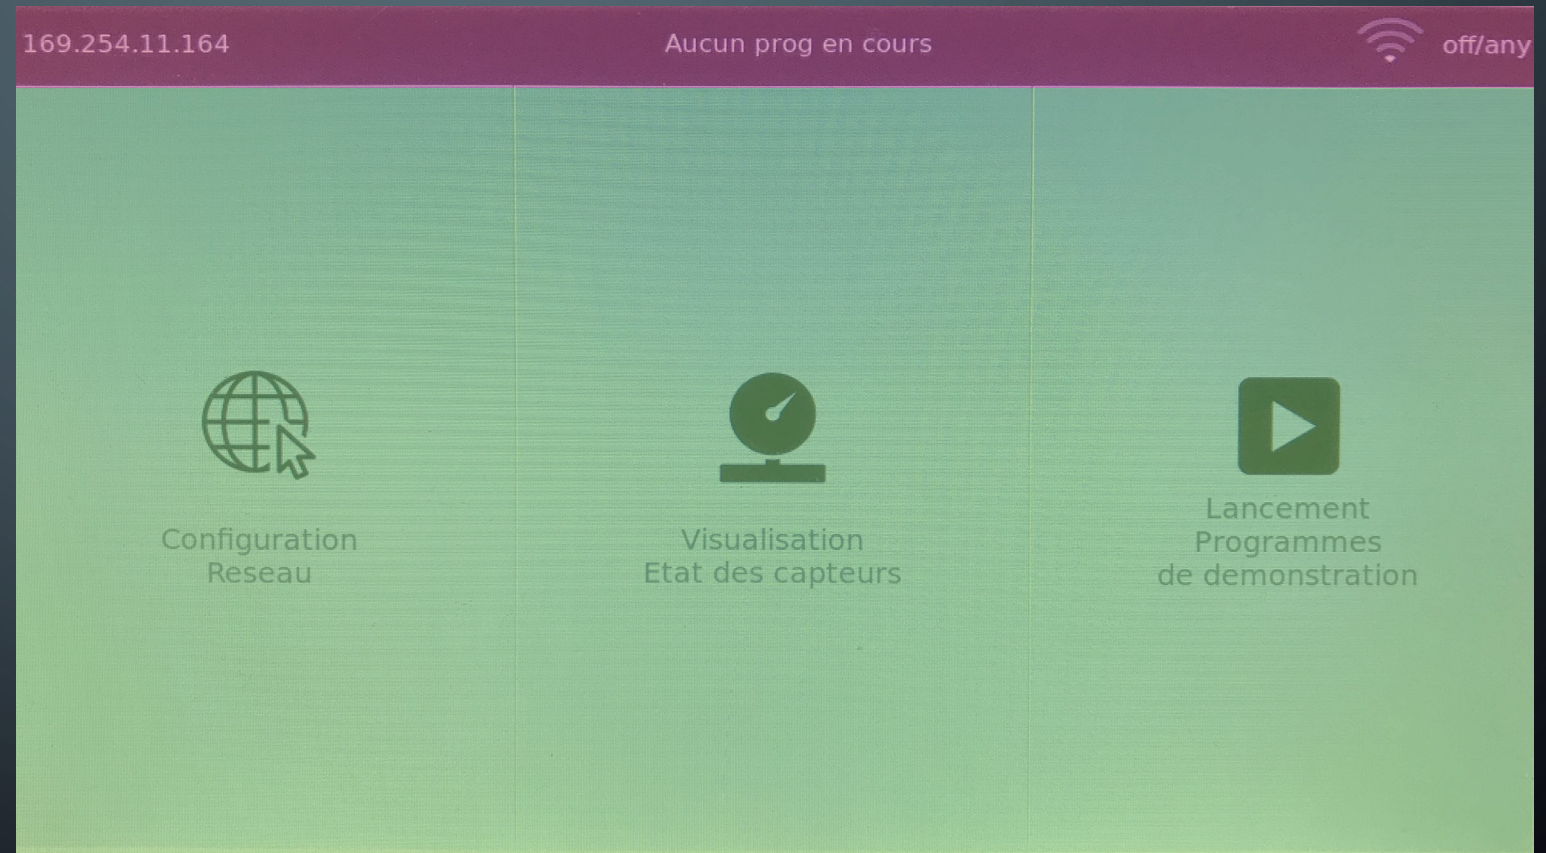 169.254.11.164
Aucun prog en cours
off/any
Configuration
Reseau
Visualisation
Etat des capteurs
Lancement
Programmes
de demonstration